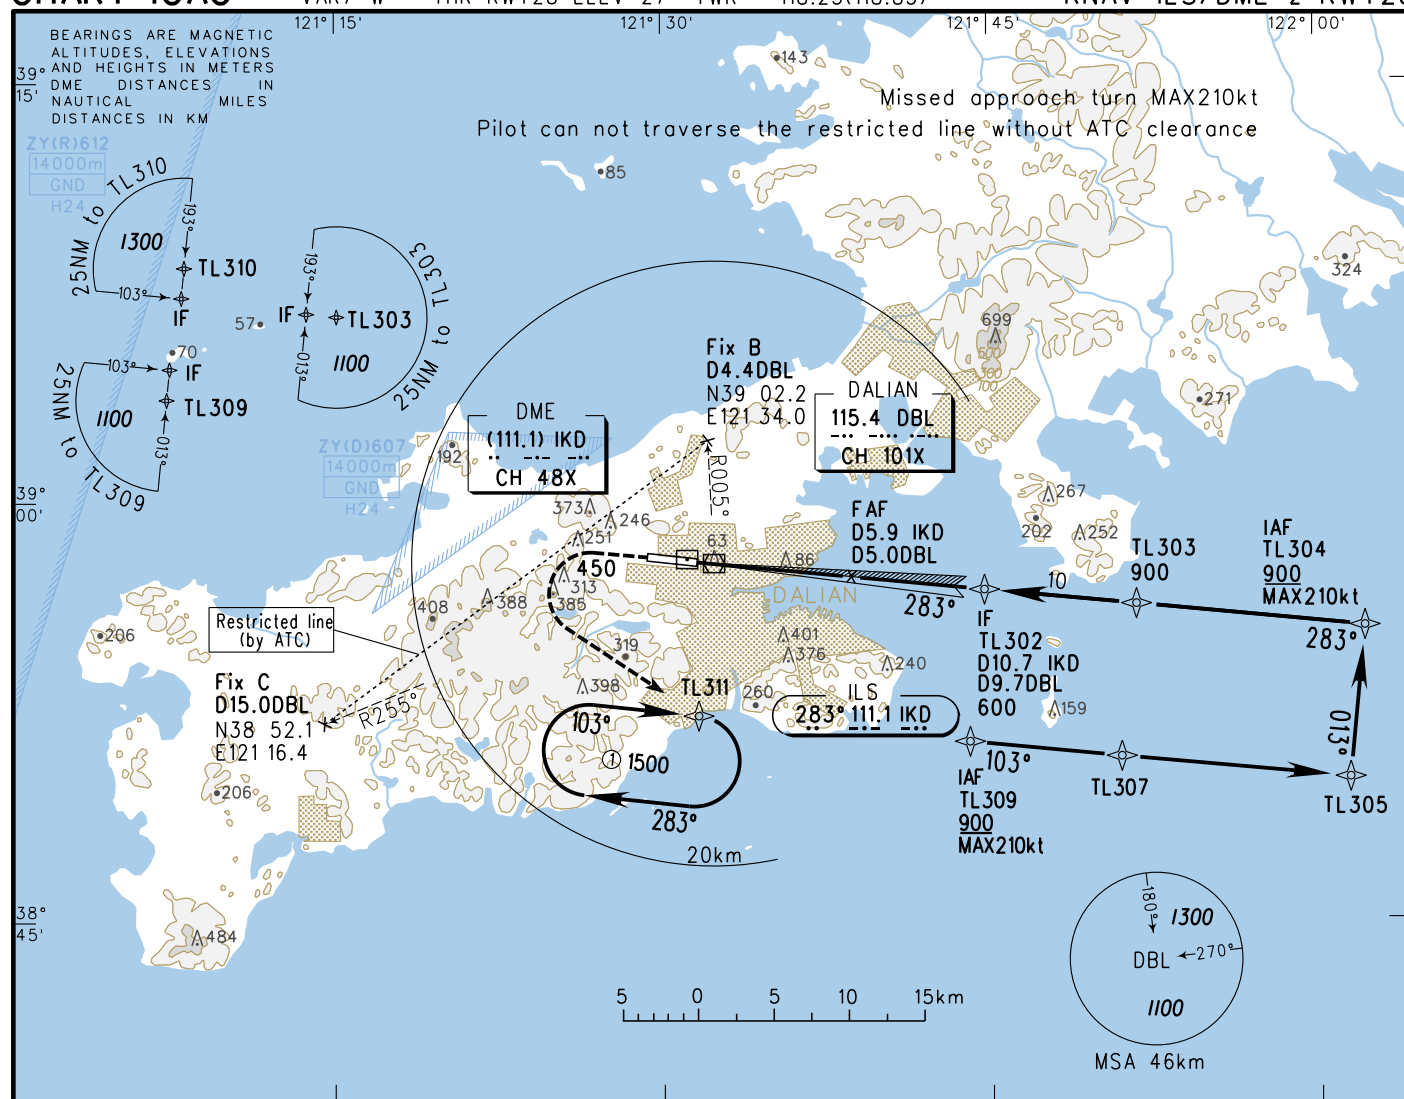 121°15'
121°30'
121°45'
122°00'
BEARINGS ARE MAGNETIC
ALTITUDES, ELEVATIONS
AND HEIGHTS IN METERS
DME DISTANCES IN
NAUTICAL MILES
DISTANCES IN KM
39°
15'
143
Missed approach turn MAX210kt
Pilot can not traverse the restricted line without ATC clearance
ZY(R)612
14000m
GND
H24
85
25NM to TL310
1300
193°
TL310
103°
IF
25NM to TL303
193°
IF
TL303
013°
1100
57
70
103°
IF
TL309
1100
013°
25NM to TL309
324
699
500
300
100
271
Fix B
D4.4DBL
N39 02.2
E121 34.0
DALIAN
115.4 DBL
CH 101X
DME
(111.1) IKD
CH 48X
ZY(D)607
14000m
GND
H24
192
R005°
39°
00'
373
246
251
63
86
267
202
252
FAF
D5.9 IKD
D5.0DBL
TL303
900
IAF
TL304
900
MAX210kt
450
313
385
388
408
DALIAN
283°
10
283°
IF
TL302
D10.7 IKD
D9.7DBL
600
Restricted line
(by ATC)
206
319
401
376
240
398
260
159
Fix C
D15.0DBL
N38 52.1
E121 16.4
R255°
TL311
ILS
283° 111.1 IKD
103°
1 1500
283°
013°
103°
IAF
TL309
900
MAX210kt
TL307
TL305
206
20km
38°
45'
484
180°
1300
DBL
270°
1100
MSA 46km
5 0 5 10 15km